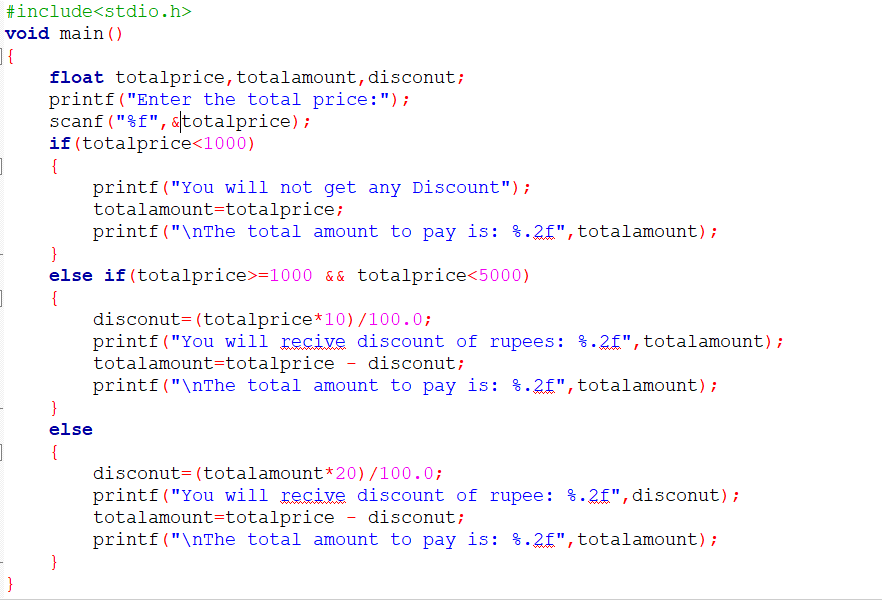 #include<stdio.h>
void main()
{
    float totalprice,totalamount,disconut;
    printf("Enter the total price:");
    scanf("%f",&totalprice);
    if(totalprice<1000)
    {
        printf("You will not get any Discount");
        totalamount=totalprice;
        printf("\nThe total amount to pay is: %.2f",totalamount);
    }
    else if(totalprice>=1000 && totalprice<5000)
    {
        disconut=(totalprice*10)/100.0;
        printf("You will recive discount of rupees: %.2f",totalamount);
        totalamount=totalprice - disconut;
        printf("\nThe total amount to pay is: %.2f",totalamount);
    }
    else
    {
        disconut=(totalamount*20)/100.0;
        printf("You will recive discount of rupee: %.2f",disconut);
        totalamount=totalprice - disconut;
        printf("\nThe total amount to pay is: %.2f",totalamount);
    }
}